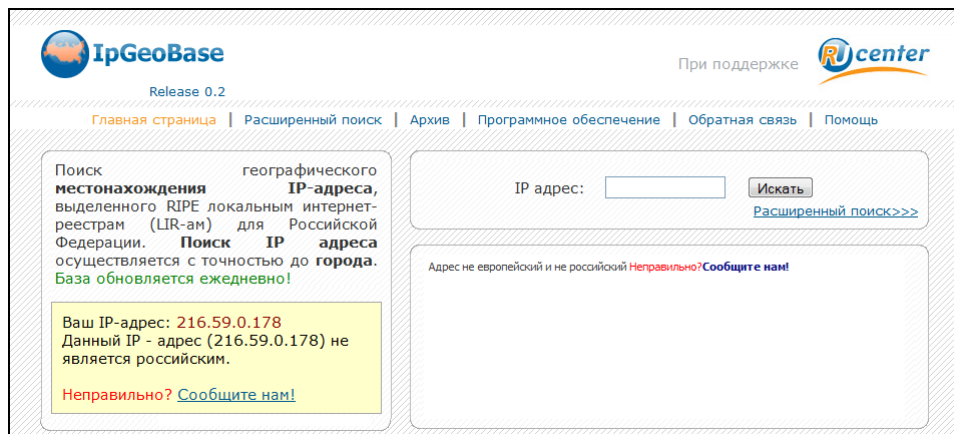 IpGeoBase
Release 0.2
При поддержке
RU center
Главная страница | Расширенный поиск | Архив | Программное обеспечение | Обратная связь | Помощь
Поиск географического
местонахождения IP-адреса,
выделенного RIPE локальным интернет-
реестрам (LIR-ам) для Российской
Федерации. Поиск IP адреса
осуществляется с точностью до города.
База обновляется ежедневно!
Ваш IP-адрес: 216.59.0.178
Данный IP - адрес (216.59.0.178) не
является российским.
Неправильно? Сообщите нам!
IP адрес:
Искать
Расширенный поиск>>>
Адрес не европейский и не российский Неправильно?Сообщите нам!